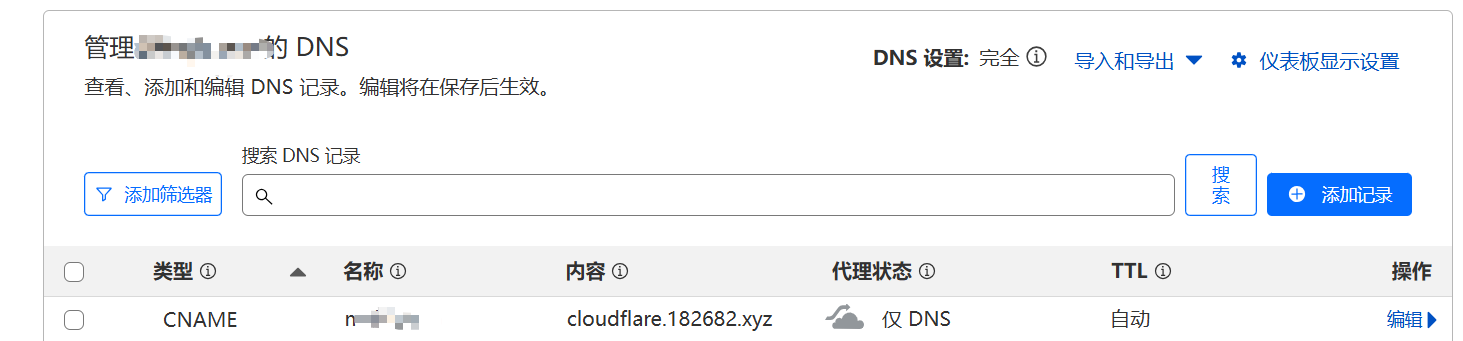 管理 的 DNS
DNS 设置: 完全 导入和导出 仪表板显示设置
查看、添加和编辑 DNS 记录。编辑将在保存后生效。
搜索 DNS 记录
添加筛选器
搜
索
添加记录
类型 名称 内容 代理状态 TTL 操作
CNAME cloudflare.182682.xyz 仅 DNS 自动 编辑